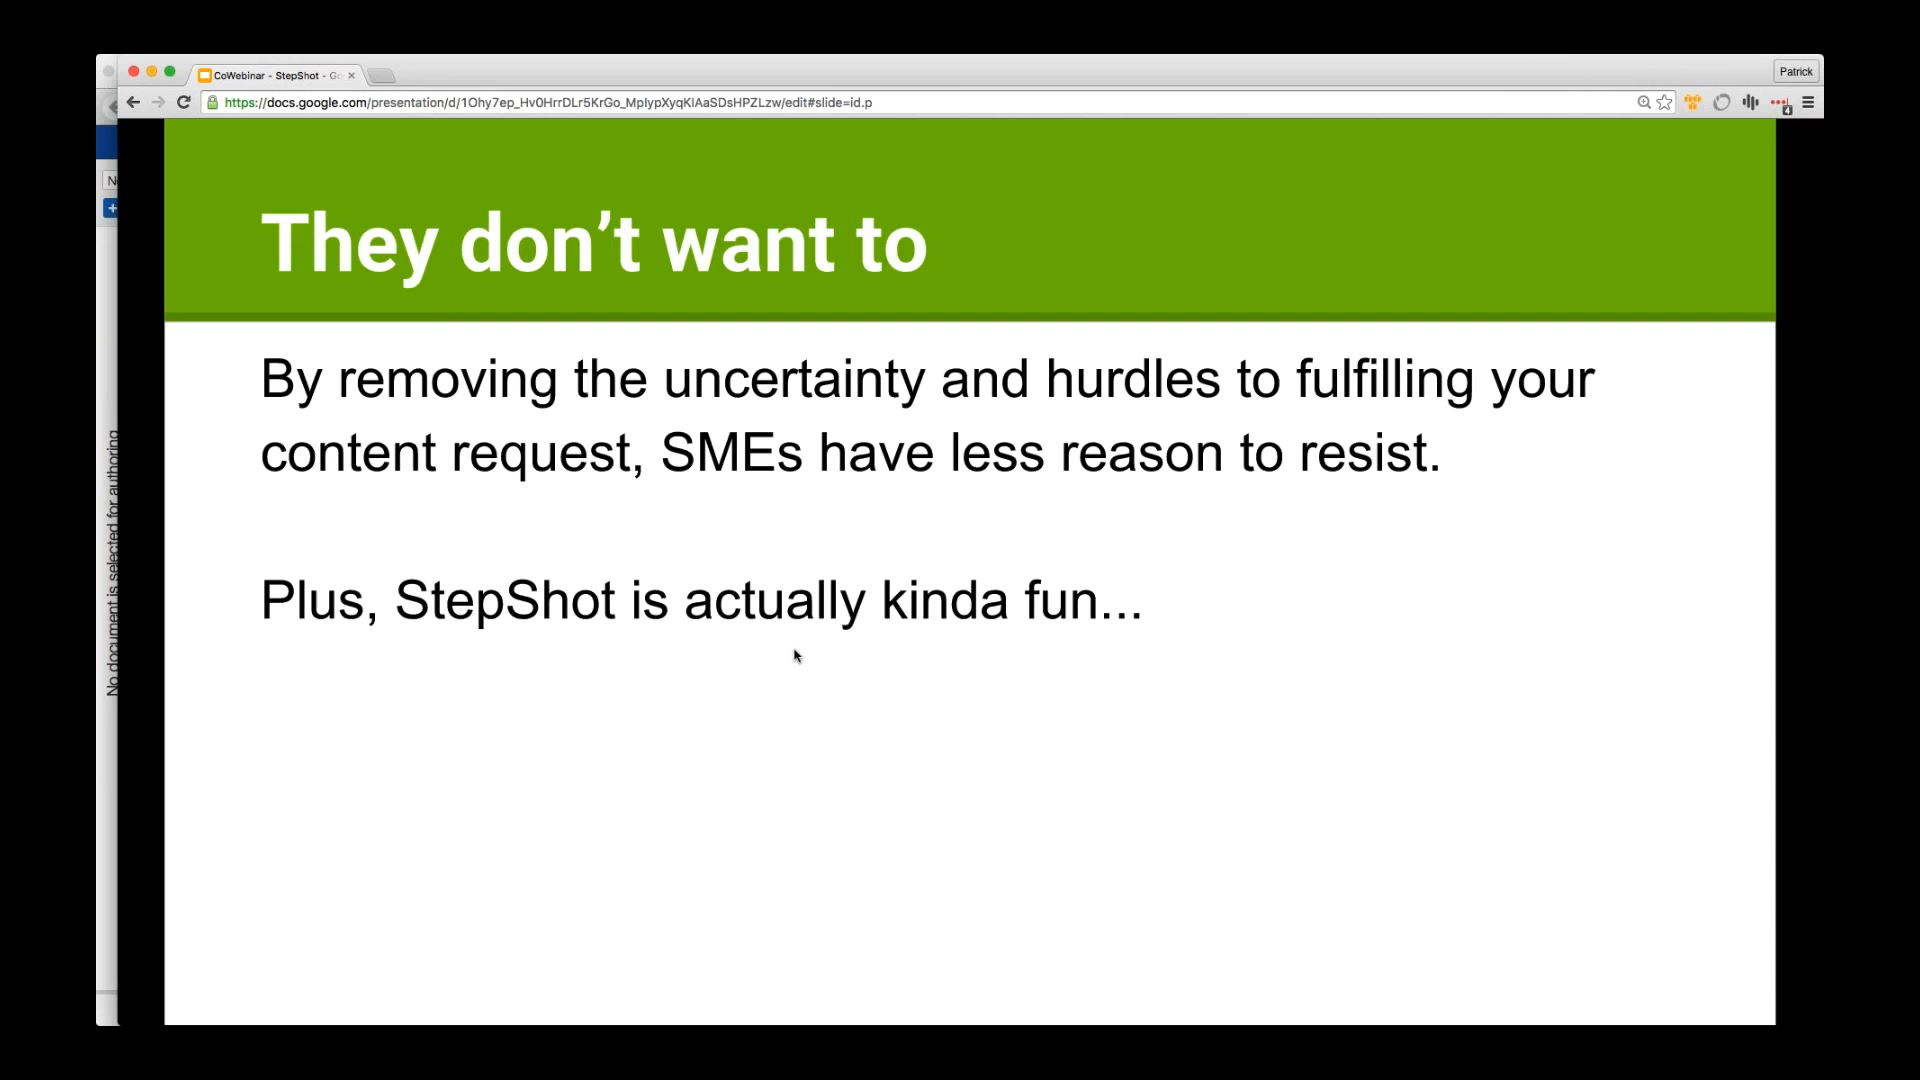 CoWebinar - StepShot - Go
Patrick
https://docs.google.com/presentation/d/1Ohy7ep_Hv0HrrDLr5KrGo_MpIypXyqKIAaSDsHPZLzw/edit#slide=id.p
4
No document is selected for authoring
They don’t want to
By removing the uncertainty and hurdles to fulfilling your
content request, SMEs have less reason to resist.
Plus, StepShot is actually kinda fun...